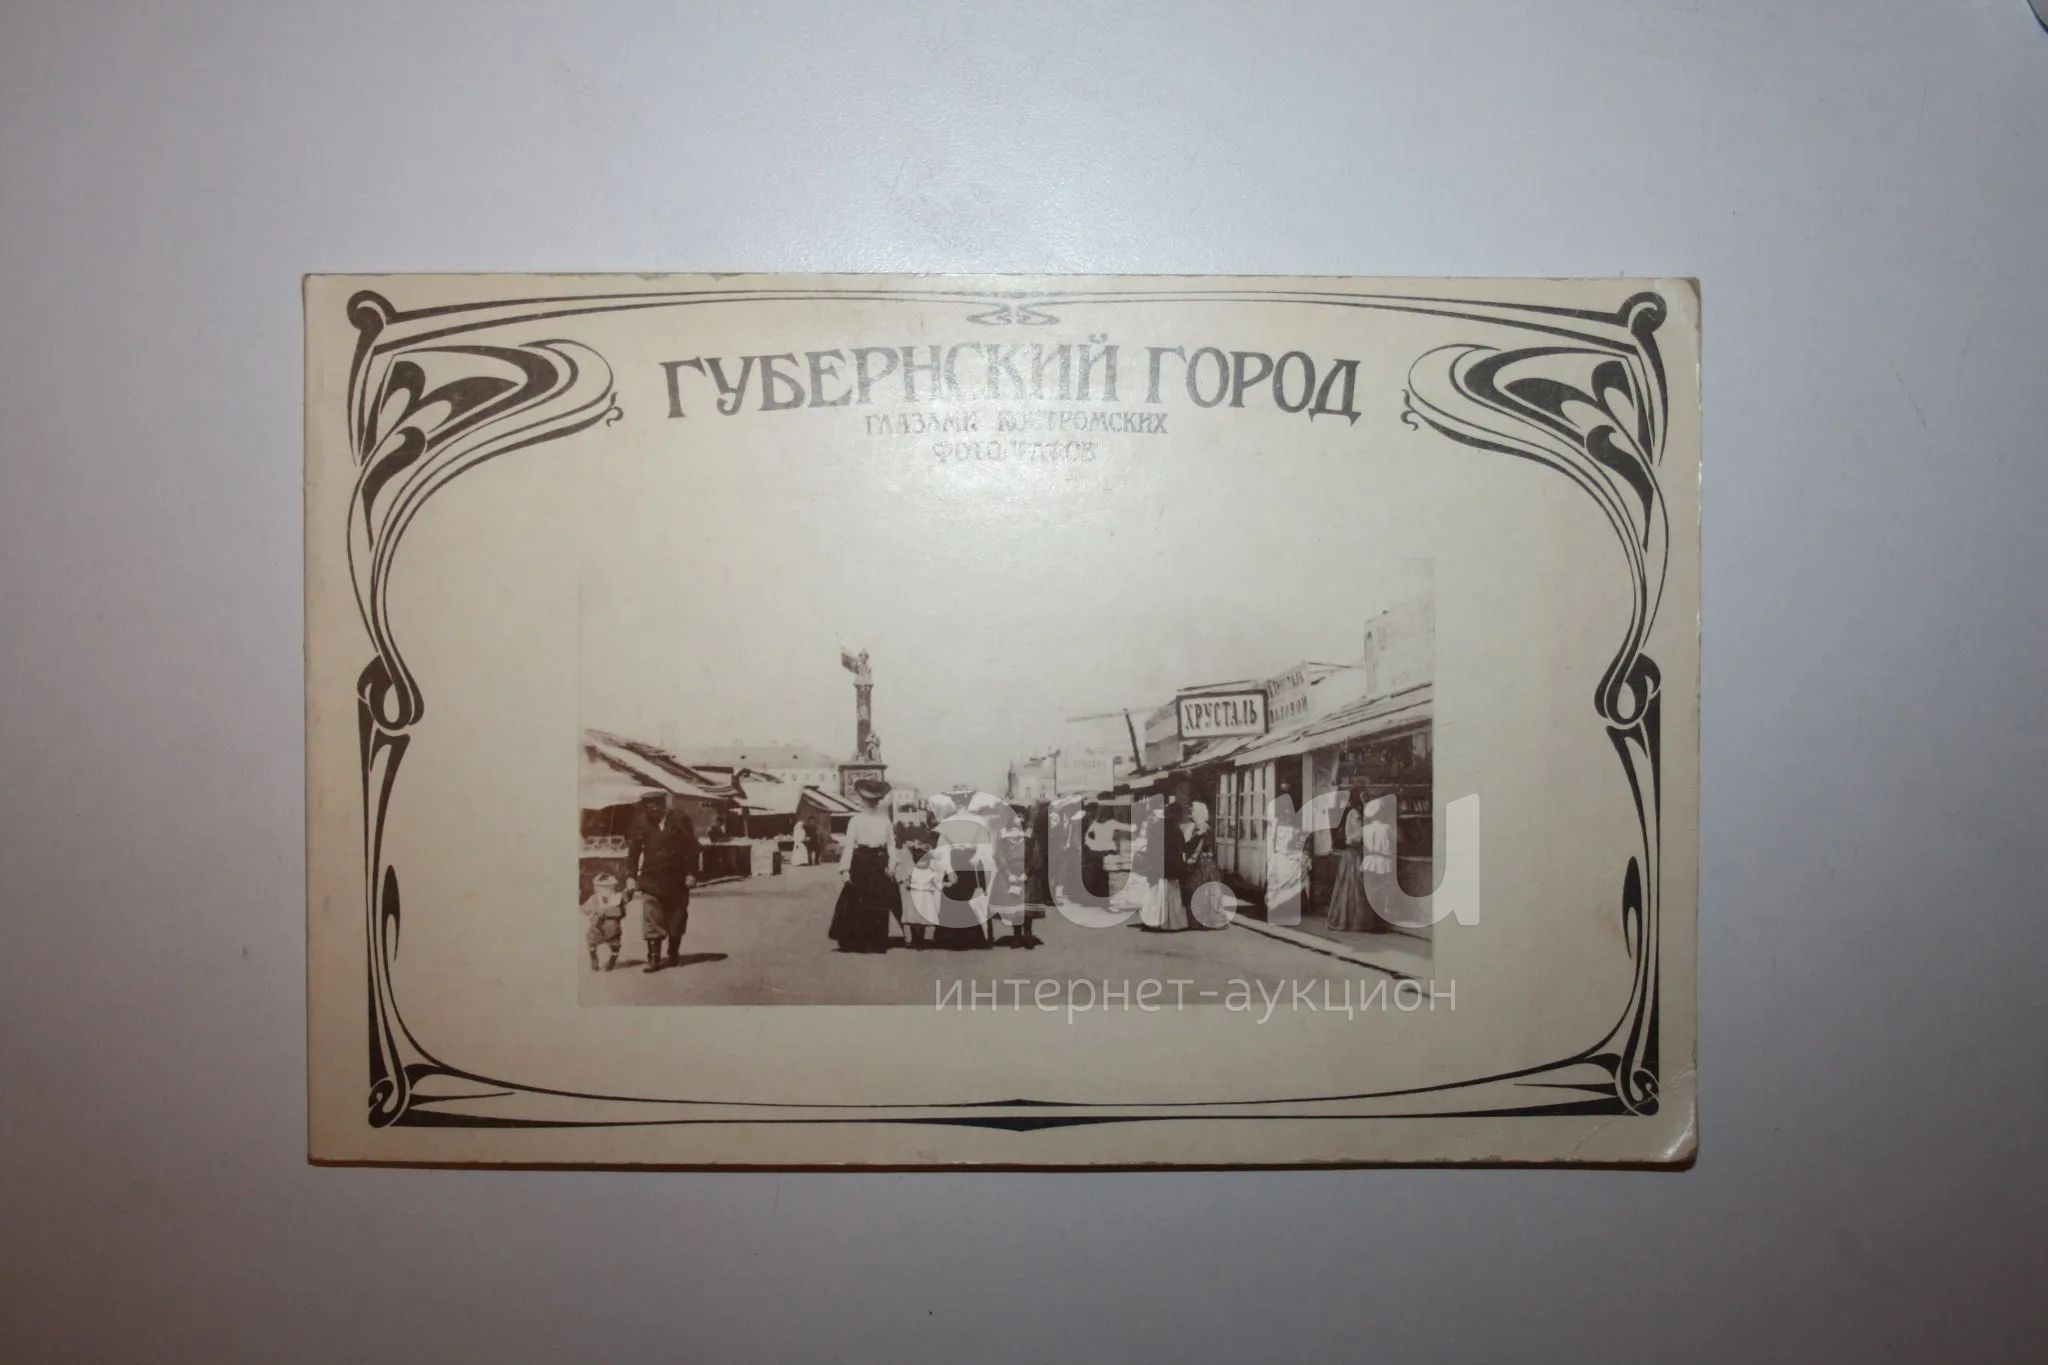 ГУБЕРНСКИЙ ГОРОД
ГЛАЗАМИ КОСТРОМСКИХ
ФОТОГРАФОВ
ХРУСТАЛЬ
au.ru
интернет-аукцион